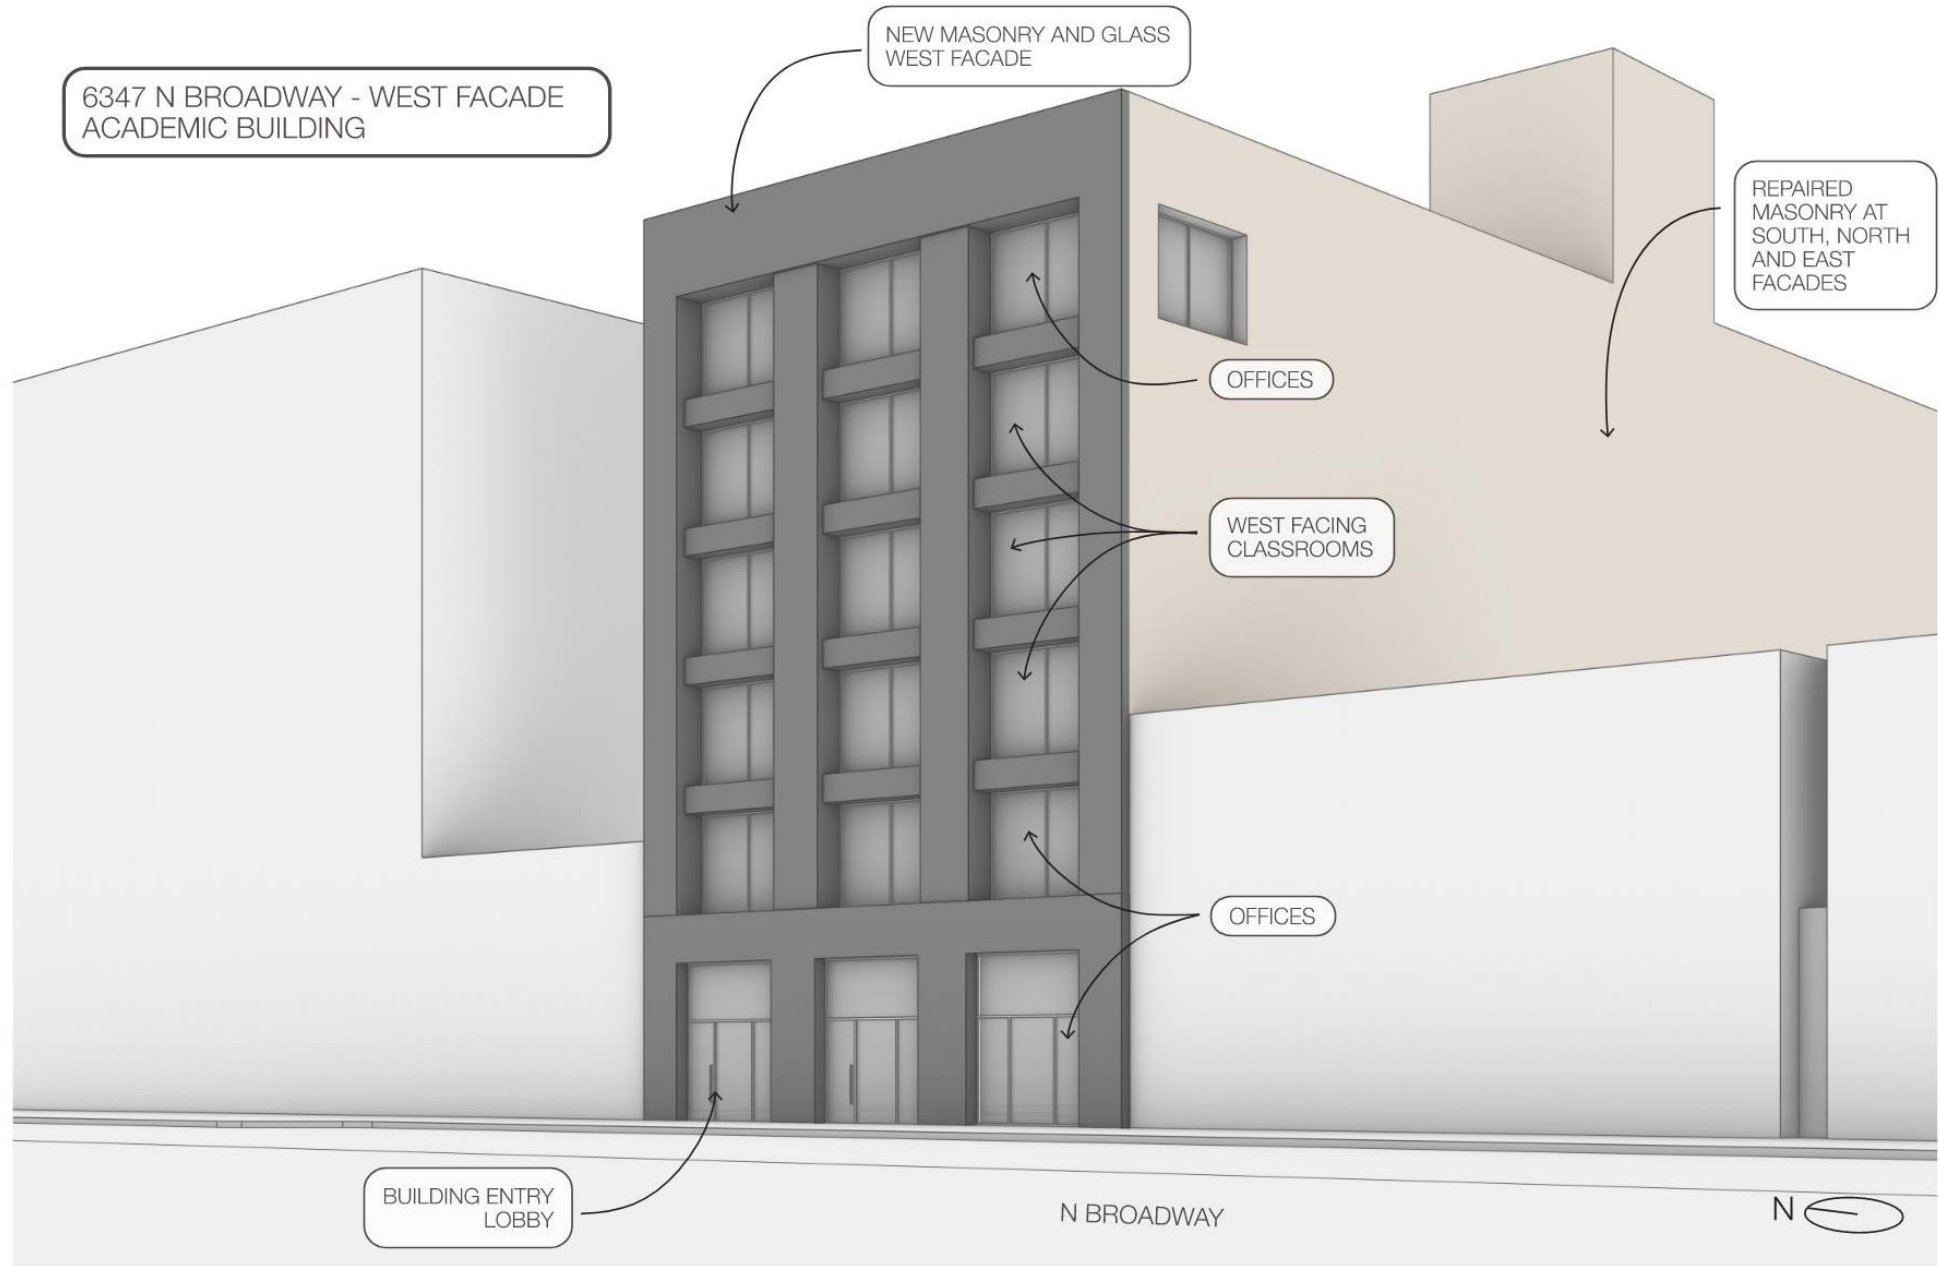 6347 N BROADWAY - WEST FACADE
ACADEMIC BUILDING
NEW MASONRY AND GLASS
WEST FACADE
REPAIRED
MASONRY AT
SOUTH, NORTH
AND EAST
FACADES
OFFICES
WEST FACING
CLASSROOMS
OFFICES
BUILDING ENTRY
LOBBY
N BROADWAY
N